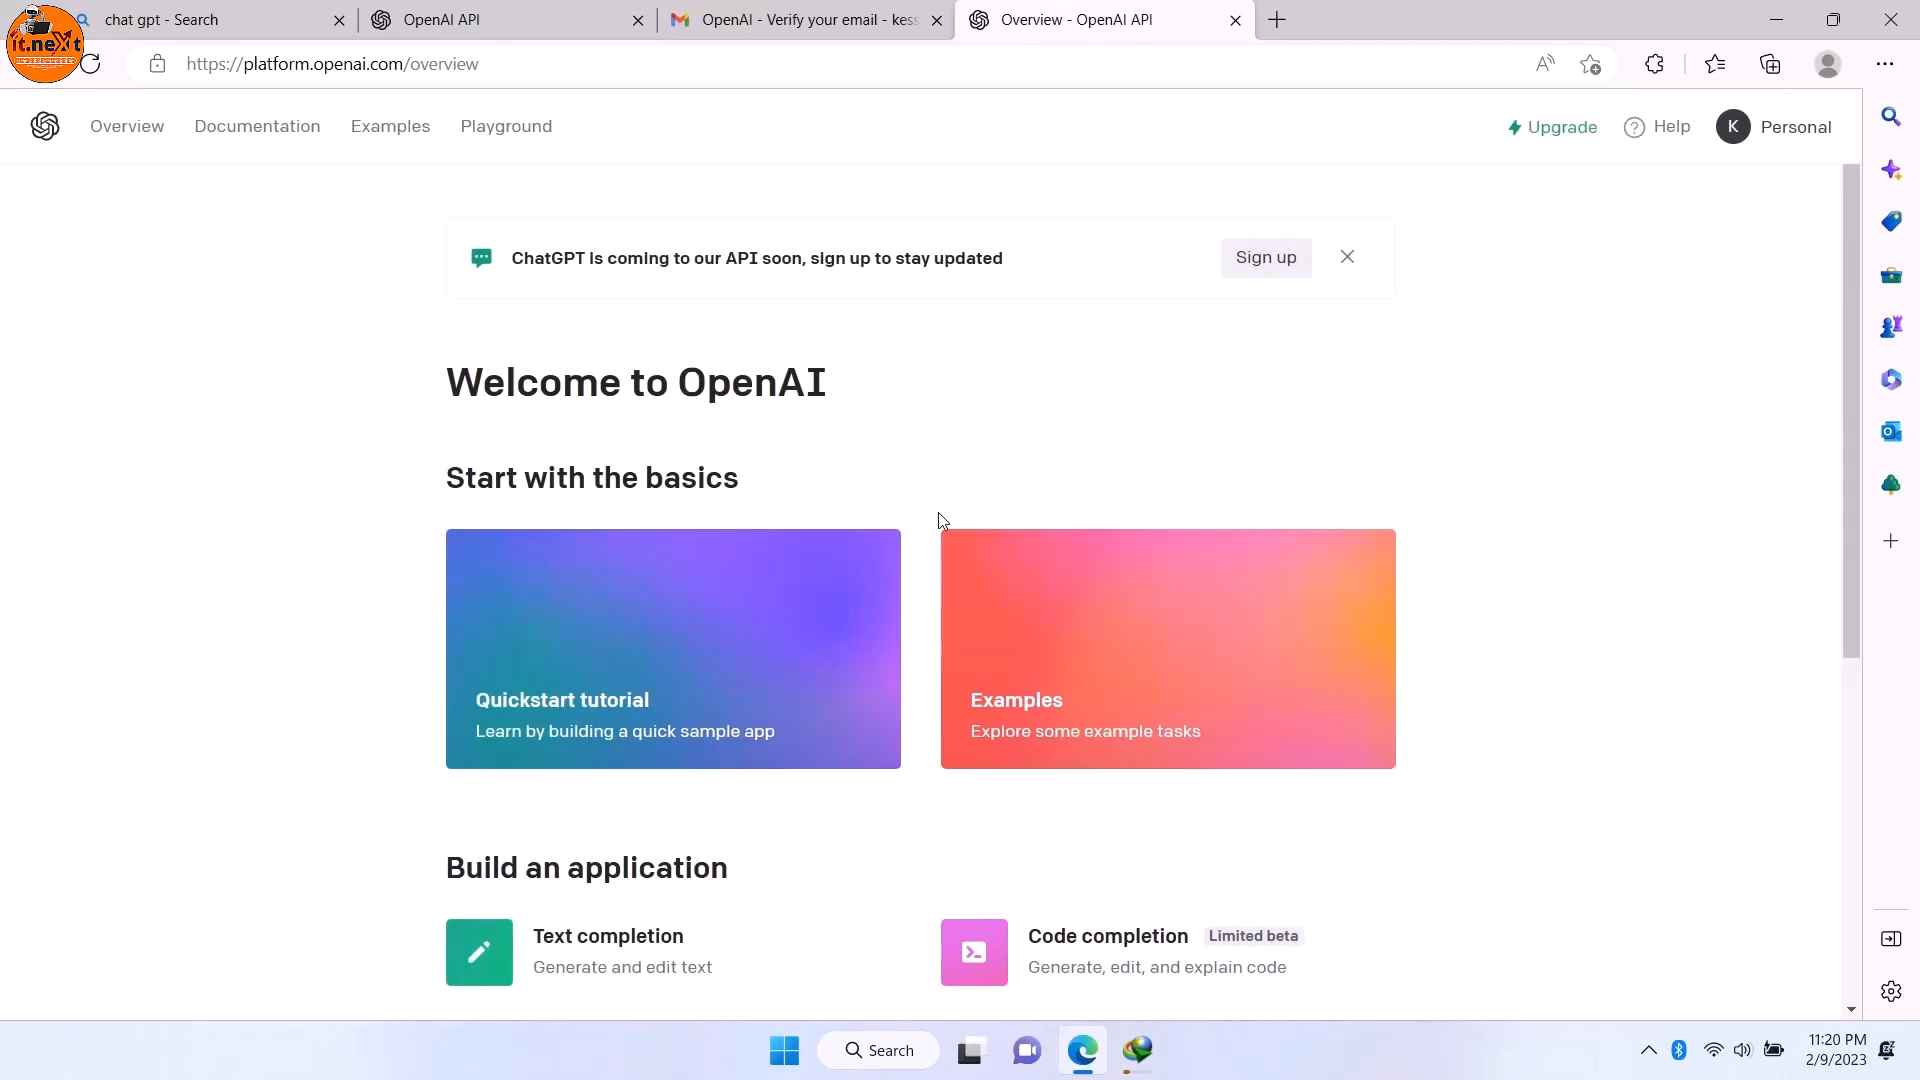 chat gpt - Search
OpenAI API
OpenAI - Verify your email - kess
Overview - OpenAI API
it.neXt
https://platform.openai.com/overview
Overview
Documentation
Examples
Playground
Upgrade
Help
K
Personal
ChatGPT is coming to our API soon, sign up to stay updated
Sign up
Welcome to OpenAI
Start with the basics
Quickstart tutorial
Learn by building a quick sample app
Examples
Explore some example tasks
Build an application
Text completion
Generate and edit text
Code completion
Limited beta
Generate, edit, and explain code
Search
11:20 PM
2/9/2023